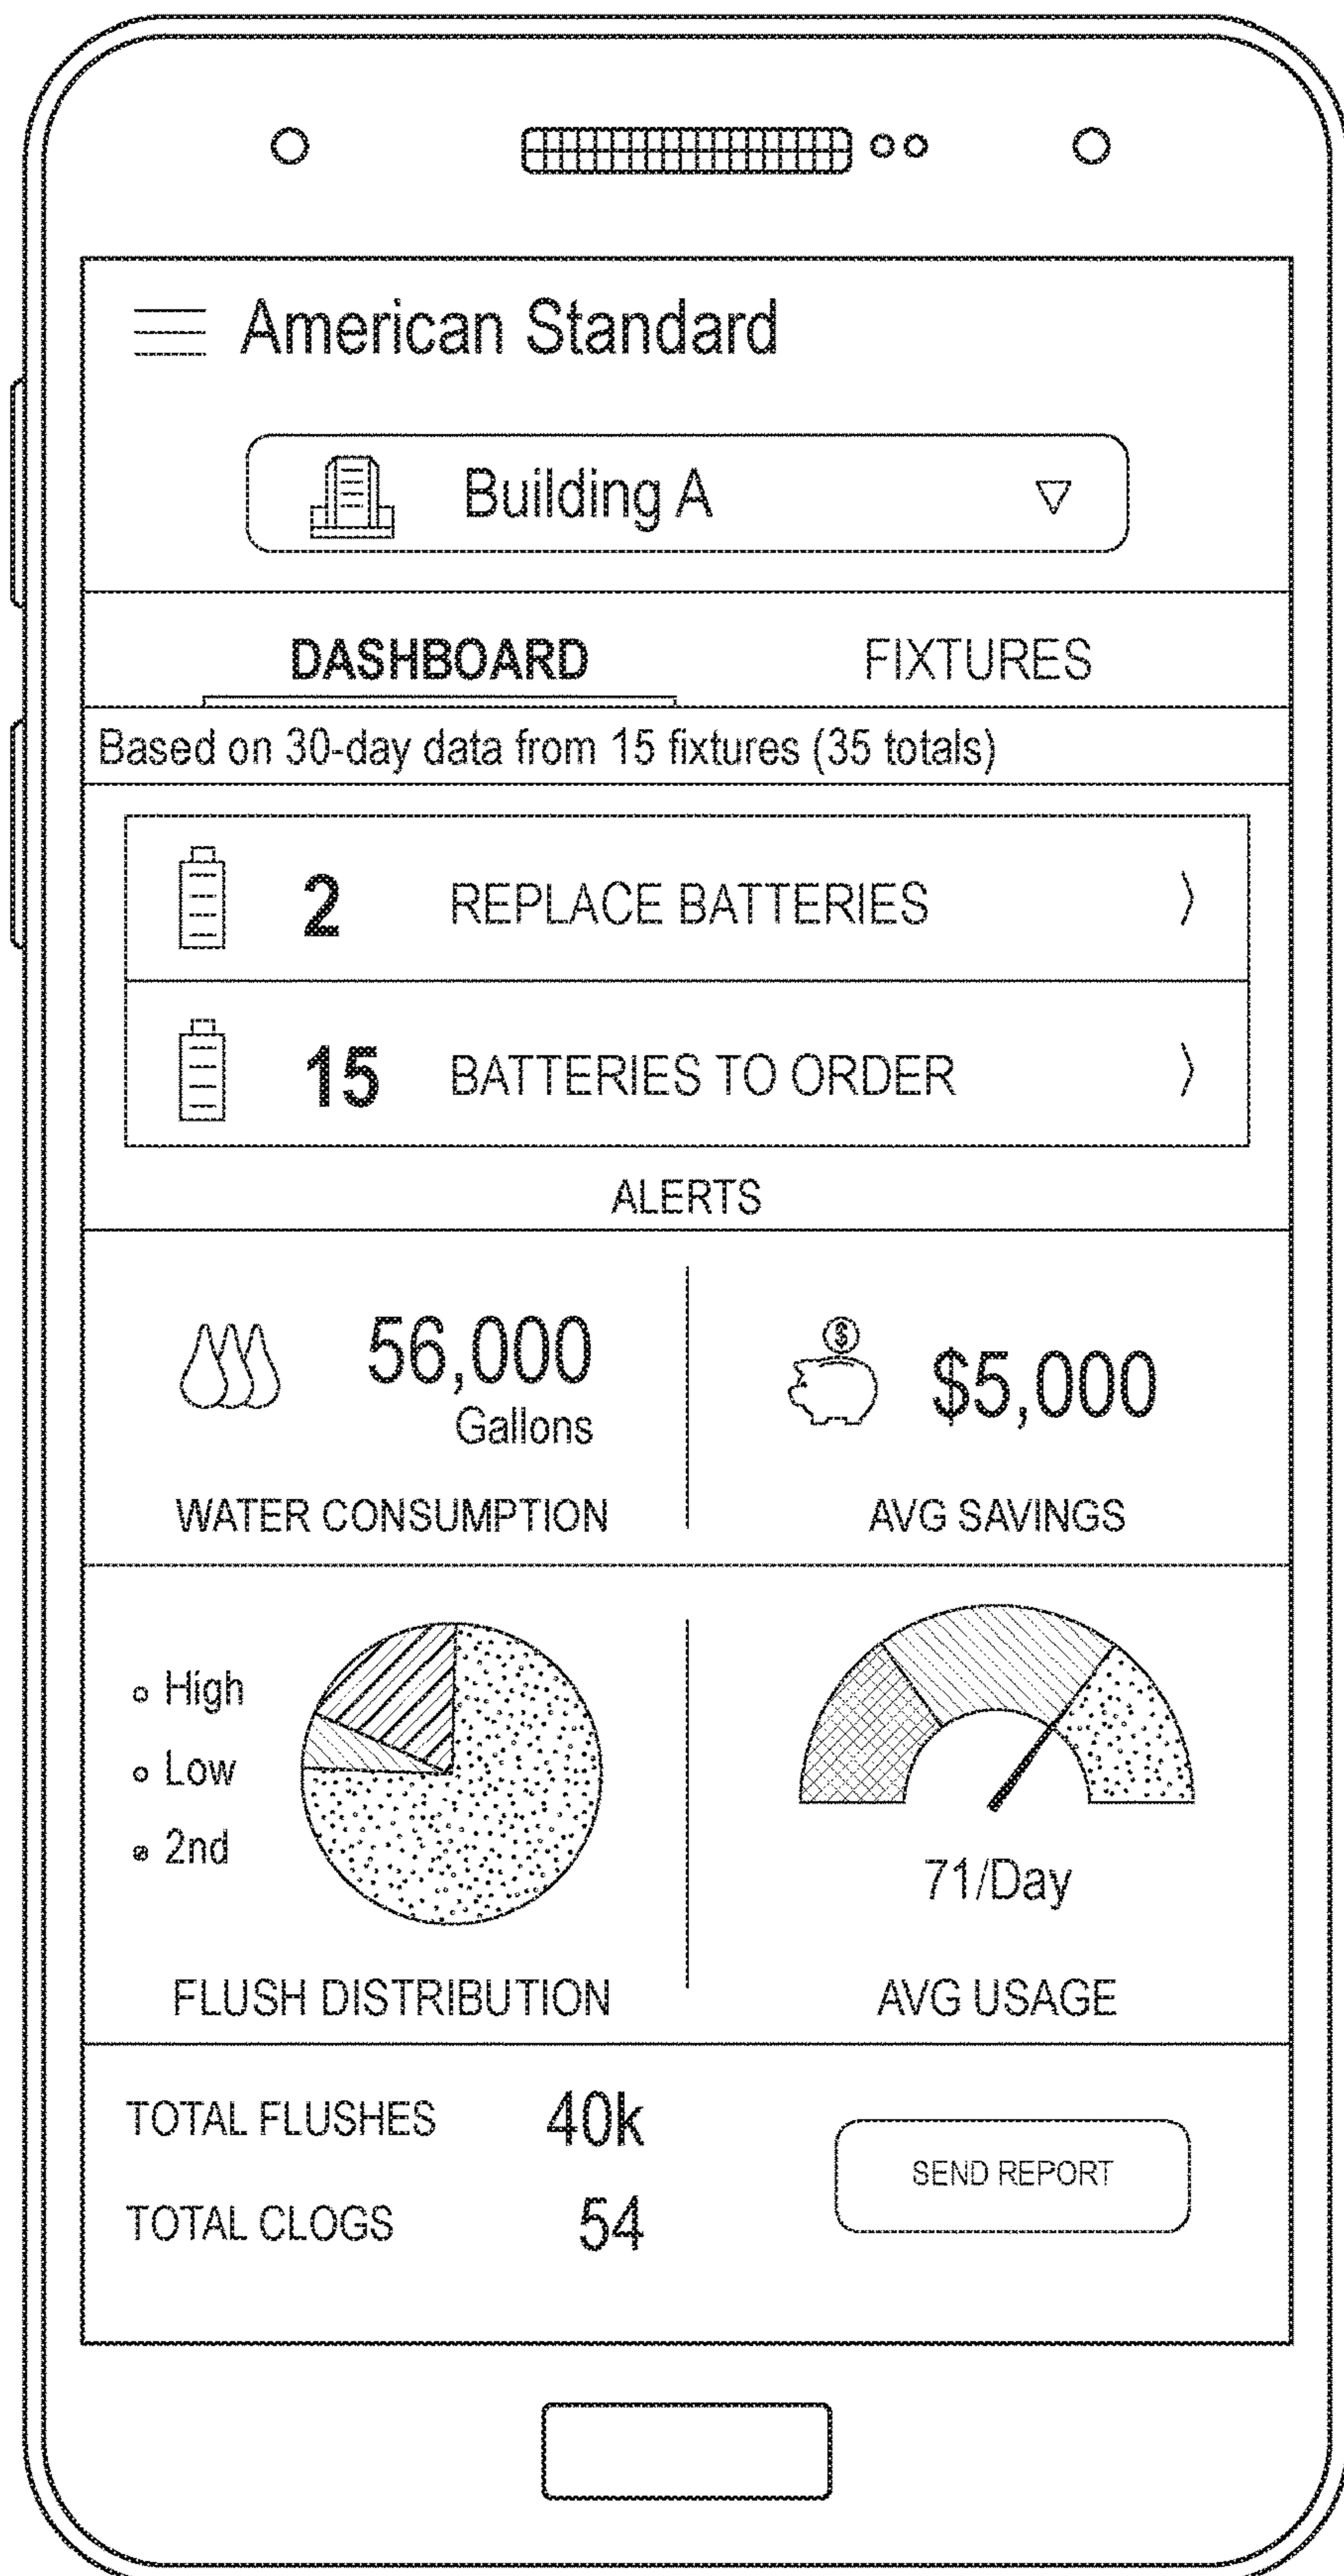 American Standard
Building A
DASHBOARD FIXTURES
Based on 30-day data from 15 fixtures (35 totals)
2 REPLACE BATTERIES
15 BATTERIES TO ORDER
ALERTS
56,000
Gallons
WATER CONSUMPTION
$
$5,000
AVG SAVINGS
High
Low
2nd
FLUSH DISTRIBUTION
71/Day
AVG USAGE
TOTAL FLUSHES 40k
TOTAL CLOGS 54
SEND REPORT